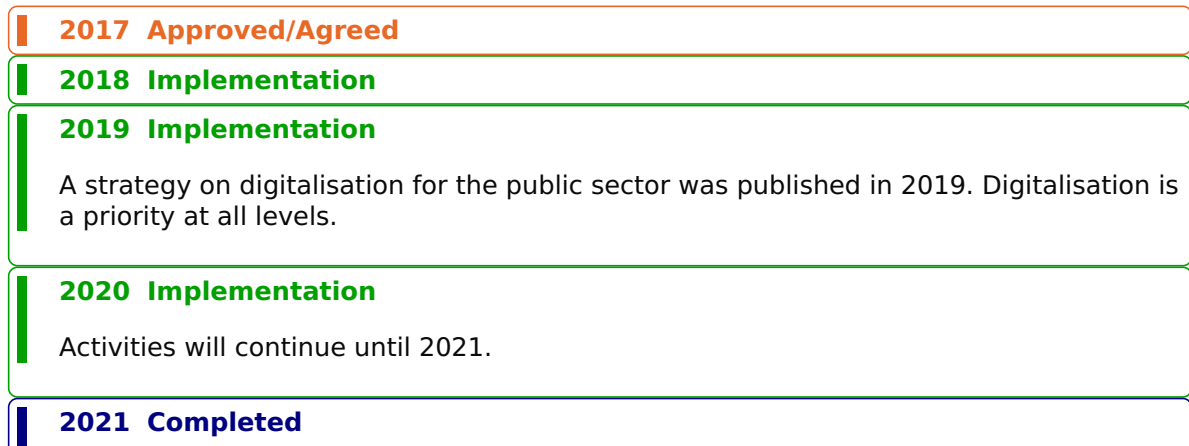 2017 Approved/Agreed
2018 Implementation
2019 Implementation
A strategy on digitalisation for the public sector was published in 2019. Digitalisation is
a priority at all levels.
2020 Implementation
Activities will continue until 2021.
2021 Completed